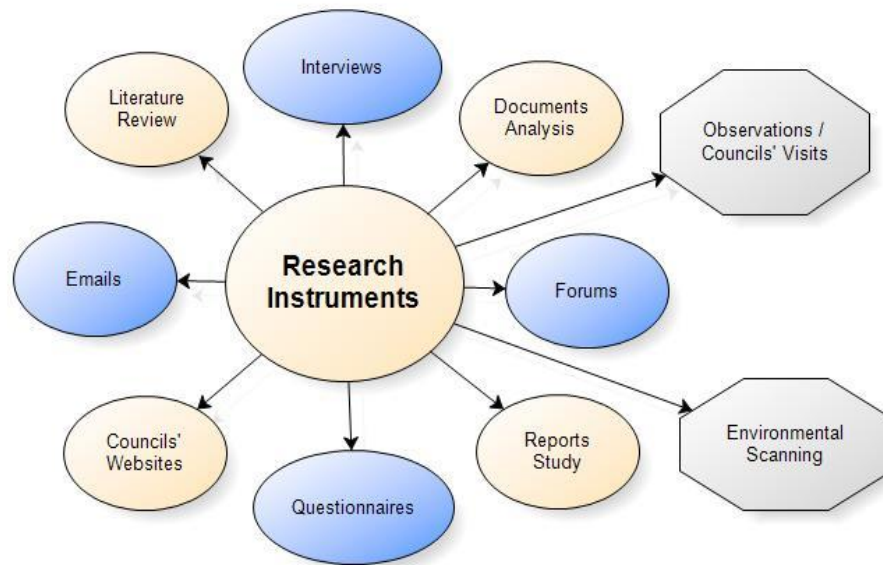 Interviews
Literature
Review
Documents
Analysis
Observations /
Councils' Visits
Research
Instruments
Emails
Forums
Councils'
Websites
Reports
Study
Environmental
Scanning
Questionnaires